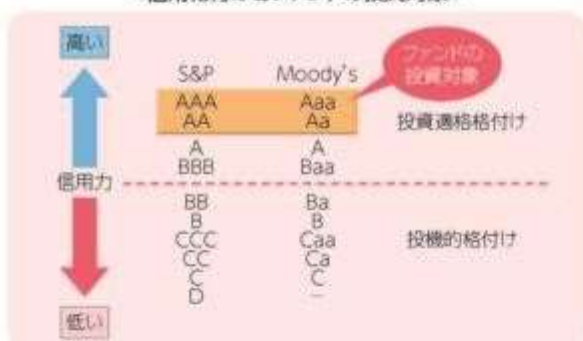 高い
ファンドの
投資対象
S&P Moody's
AAA Aaa
AA Aa
投資適格格付け
A A
BBB Baa
信用力
BB Ba
B B
CCC Caa
投機的格付け
CC Ca
C C
D –
低い